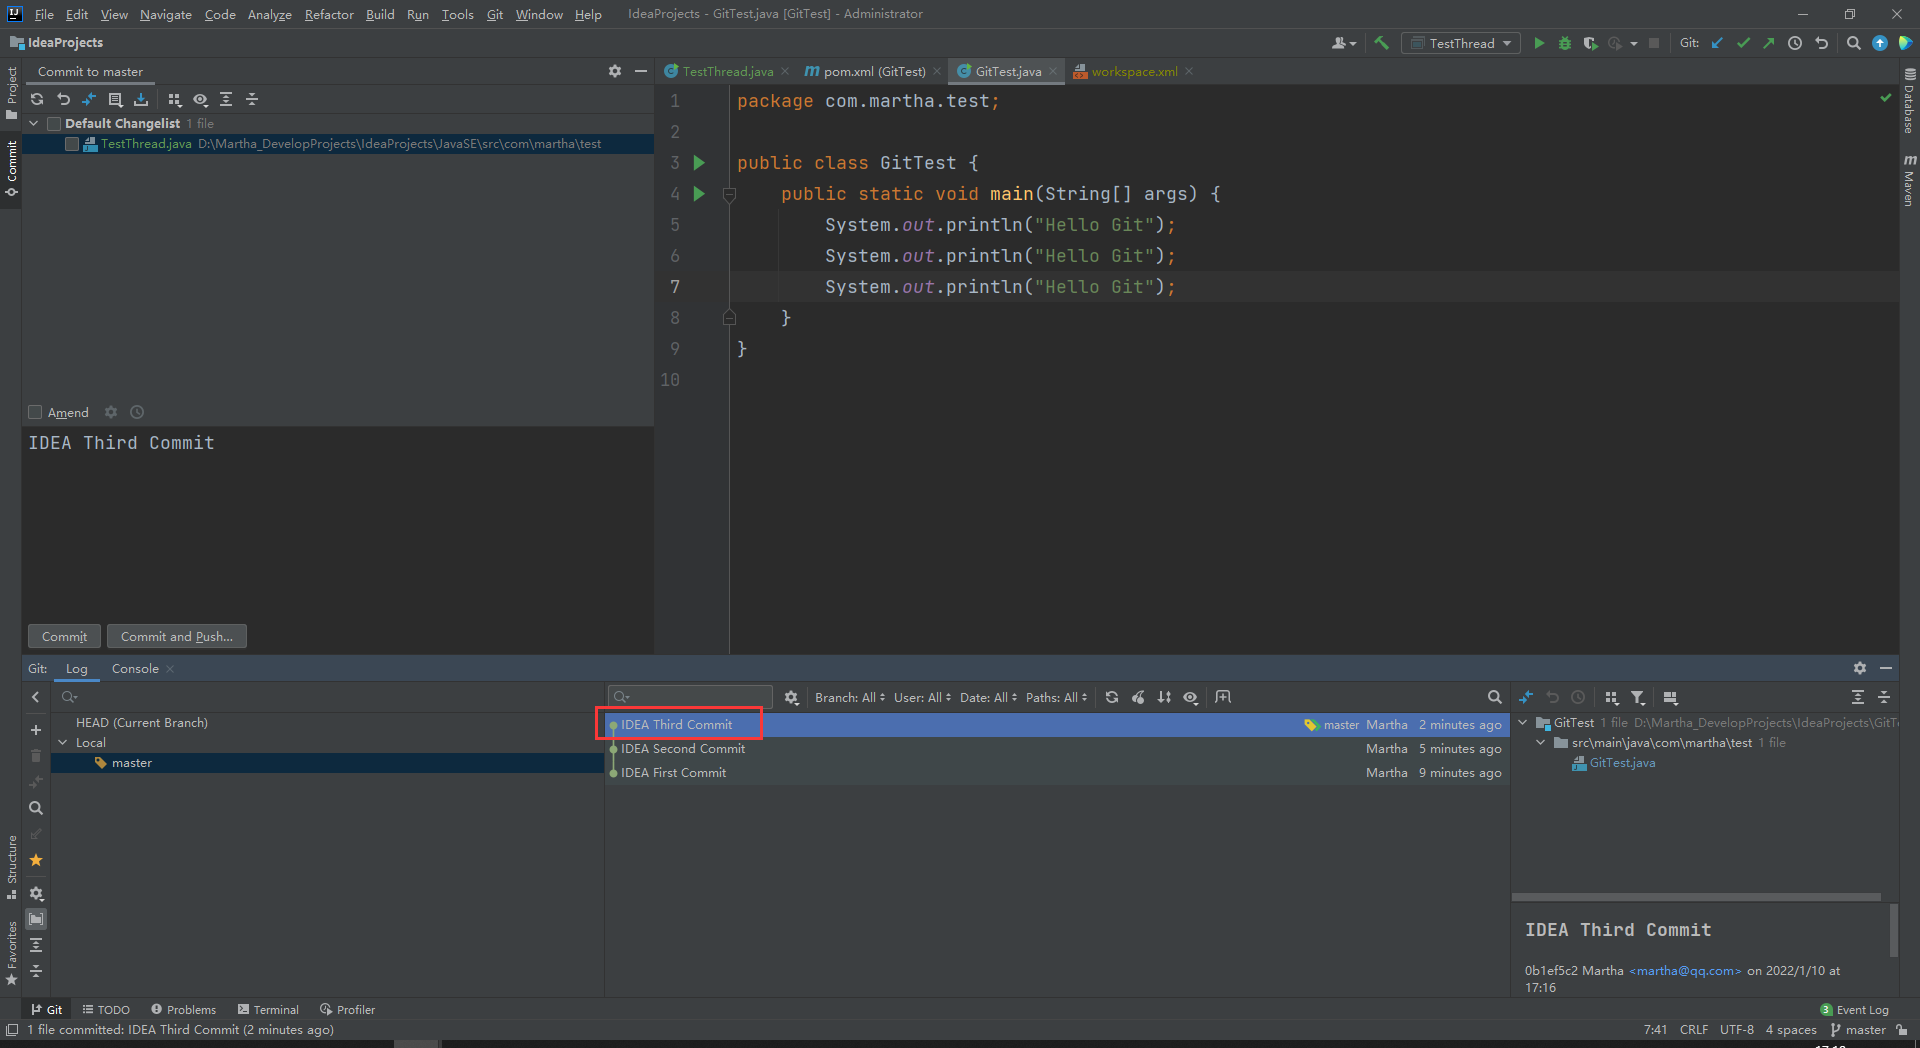 File Edit View Navigate Code Analyze Refactor Build Run Tools Git Window Help IdeaProjects - GitTest.java [GitTest] - Administrator
IdeaProjects TestThread Git:
Project
Commit
Structure
Favorites
Commit to master
Default Changelist 1 file
TestThread.java D:\Martha_DevelopProjects\IdeaProjects\JavaSE\src\com\martha\test
Amend
IDEA Third Commit
Commit Commit and Push...
TestThread.java pom.xml (GitTest) GitTest.java workspace.xml
1 package com.martha.test;
2
3 public class GitTest {
4 public static void main(String[] args) {
5 System.out.println("Hello Git");
6 System.out.println("Hello Git");
7 System.out.println("Hello Git");
8 }
9 }
10
Database
Maven
Git: Log Console
Branch: All User: All Date: All Paths: All
HEAD (Current Branch)
Local
master
IDEA Third Commit master Martha 2 minutes ago
IDEA Second Commit Martha 5 minutes ago
IDEA First Commit Martha 9 minutes ago
GitTest 1 file D:\Martha_DevelopProjects\IdeaProjects\GitT
src\main\java\com\martha\test 1 file
GitTest.java
IDEA Third Commit
0b1ef5c2 Martha <martha@qq.com> on 2022/1/10 at
17:16
Git TODO Problems Terminal Profiler 3 Event Log
1 file committed: IDEA Third Commit (2 minutes ago) 7:41 CRLF UTF-8 4 spaces master